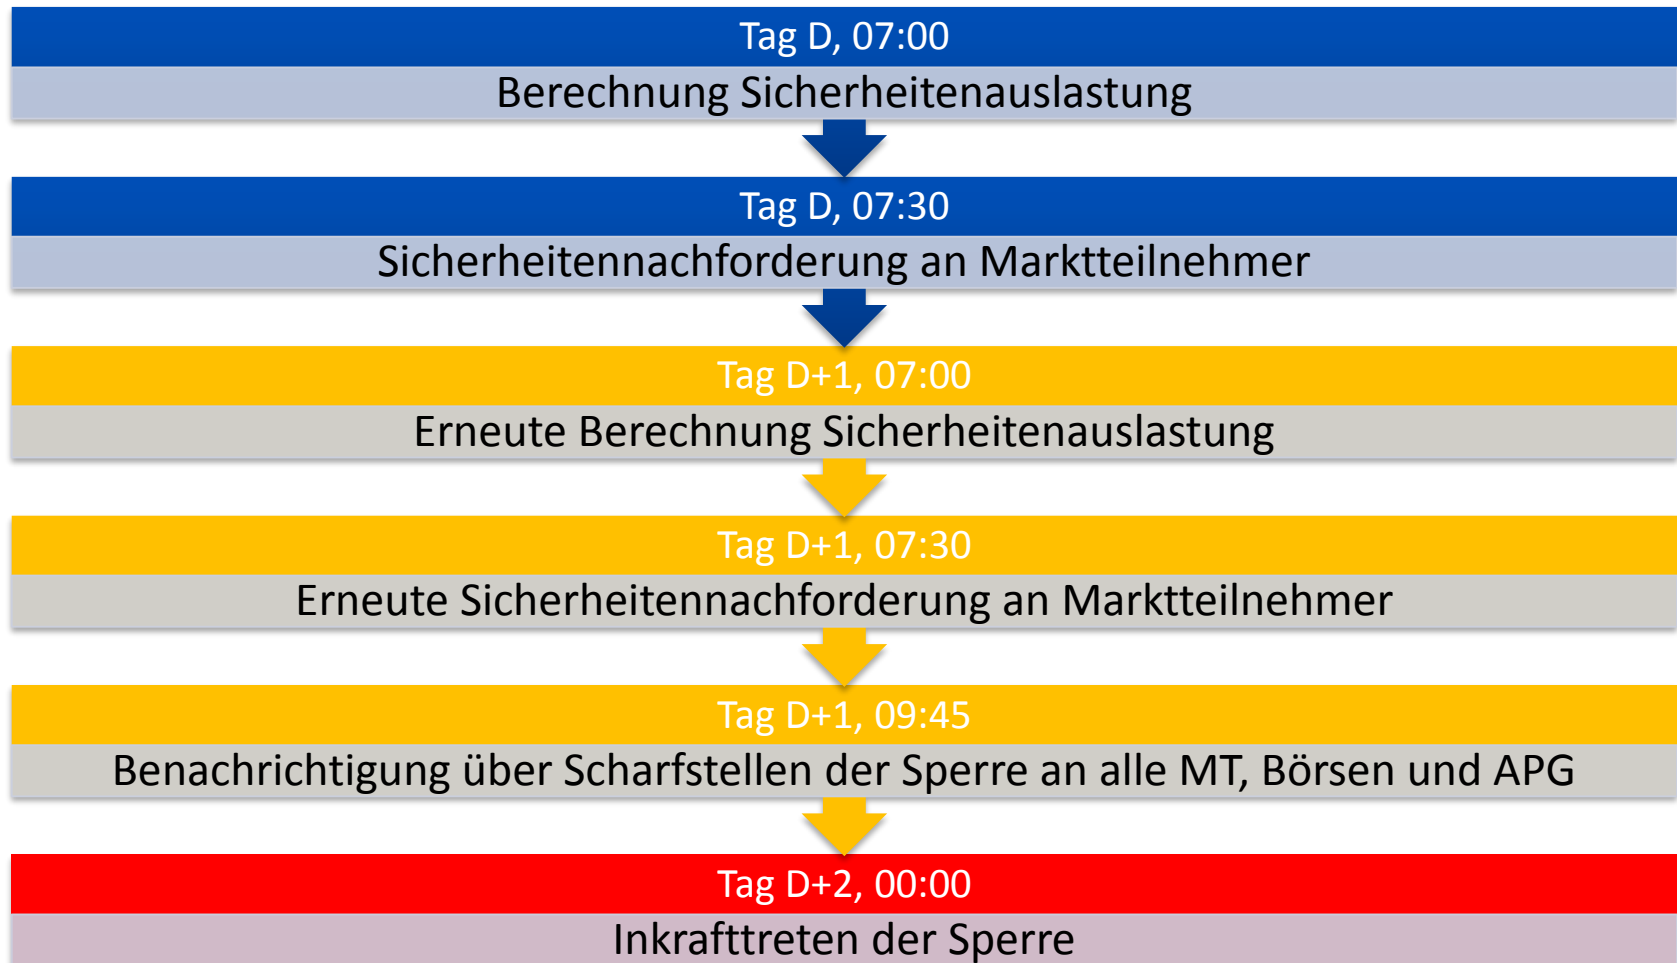 Tag D, 07:00
Berechnung Sicherheitenauslastung
Tag D, 07:30
Sicherheitennachforderung an Marktteilnehmer
Tag D+1, 07:00
Erneute Berechnung Sicherheitenauslastung
Tag D+1, 07:30
Erneute Sicherheitennachforderung an Marktteilnehmer
Tag D+1, 09:45
Benachrichtigung über Scharfstellen der Sperre an alle MT, Börsen und APG
Tag D+2, 00:00
Inkrafttreten der Sperre